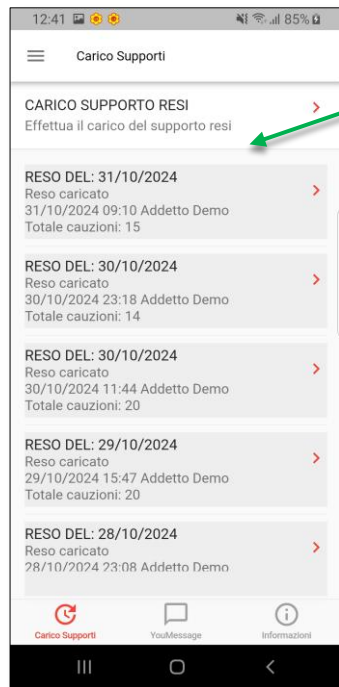 12:41 85%
Carico Supporti
CARICO SUPPORTO RESI
Effettua il carico del supporto resi
RESO DEL: 31/10/2024
Reso caricato
31/10/2024 09:10 Addetto Demo
Totale cauzioni: 15
RESO DEL: 30/10/2024
Reso caricato
30/10/2024 23:18 Addetto Demo
Totale cauzioni: 14
RESO DEL: 30/10/2024
Reso caricato
30/10/2024 11:44 Addetto Demo
Totale cauzioni: 20
RESO DEL: 29/10/2024
Reso caricato
29/10/2024 15:47 Addetto Demo
Totale cauzioni: 20
RESO DEL: 28/10/2024
Reso caricato
28/10/2024 23:08 Addetto Demo
Carico Supporti YouMessage Informazioni